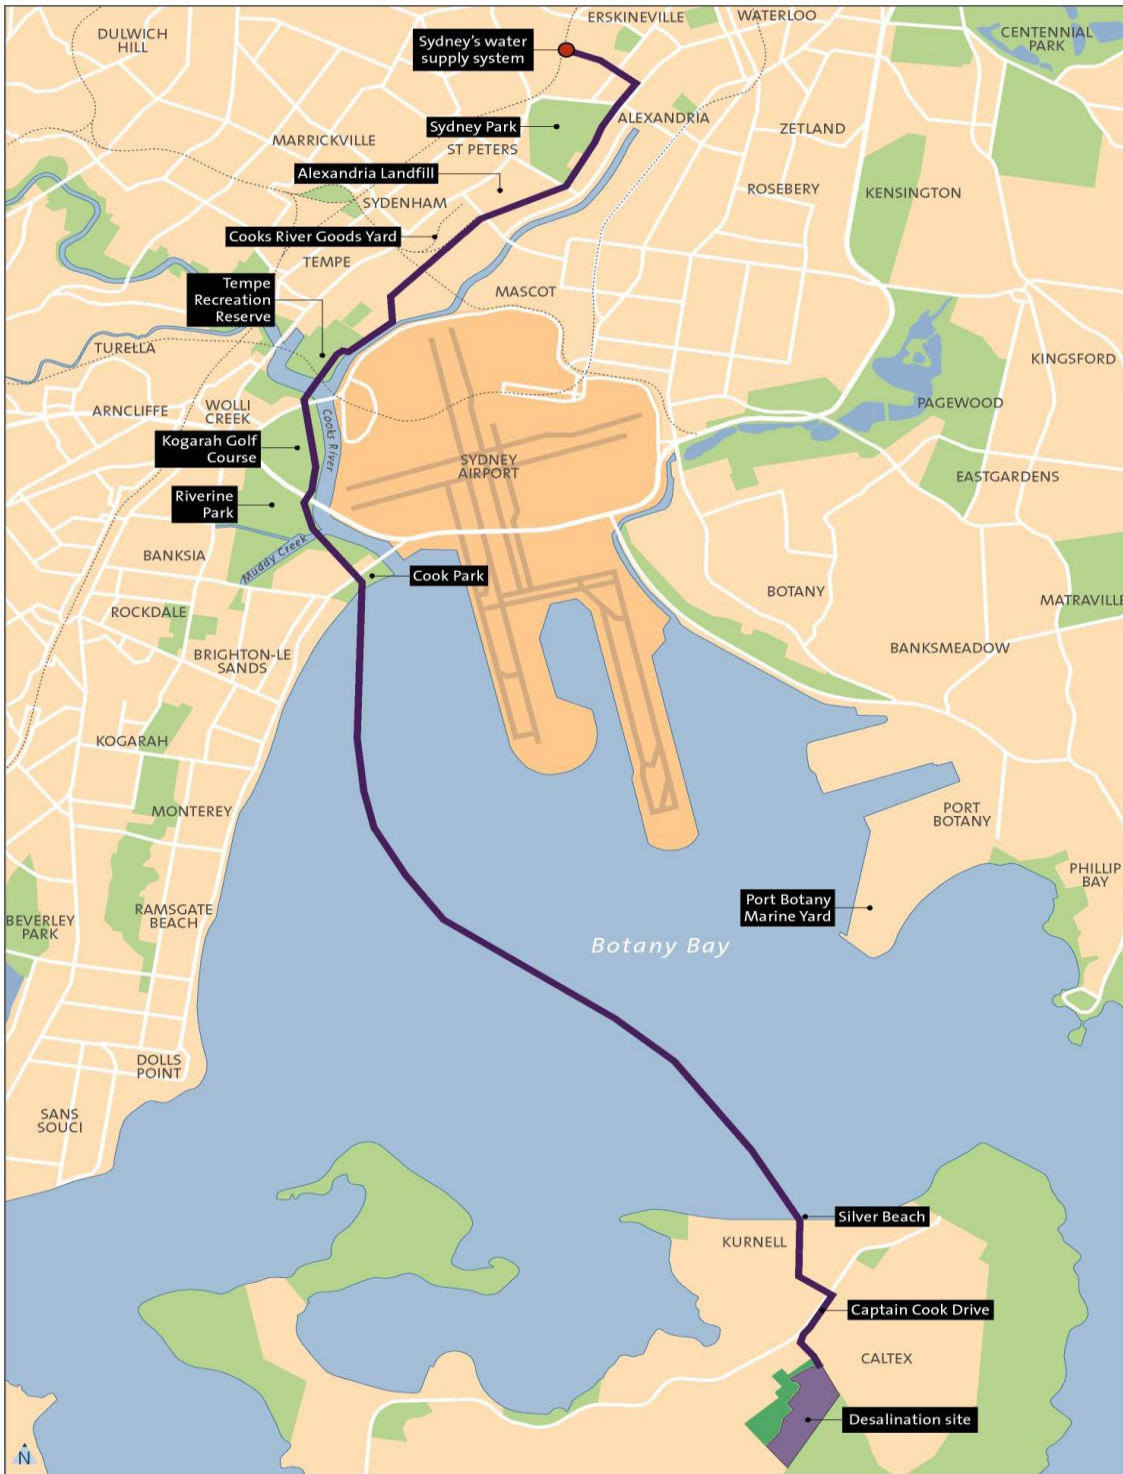 ERSKINEVILLE
WATERLOO
DULWICH
HILL
Sydney's water
supply system
CENTENNIAL
PARK
ALEXANDRIA
Sydney Park
ZETLAND
MARRICKVILLE
ST PETERS
Alexandria Landfill
ROSEBERY
KENSINGTON
SYDENHAM
Cooks River Goods Yard
TEMPE
Tempe
Recreation
Reserve
MASCOT
TURELLA
KINGSFORD
ARNCLIFFE
WOLLI
CREEK
PAGEWOOD
Cooks River
Kogarah Golf
Course
SYDNEY
AIRPORT
EASTGARDENS
Riverine
Park
BANKSIA
Muddy Creek
Cook Park
BOTANY
MATRAVILLE
ROCKDALE
BRIGHTON-LE
SANDS
BANKSMEADOW
KOGARAH
MONTEREY
PORT
BOTANY
PHILLIP
BAY
Port Botany
Marine Yard
BEVERLEY
PARK
RAMSGATE
BEACH
Botany Bay
DOLLS
POINT
SANS
SOUCI
Silver Beach
KURNELL
Captain Cook Drive
CALTEX
Desalination site
N